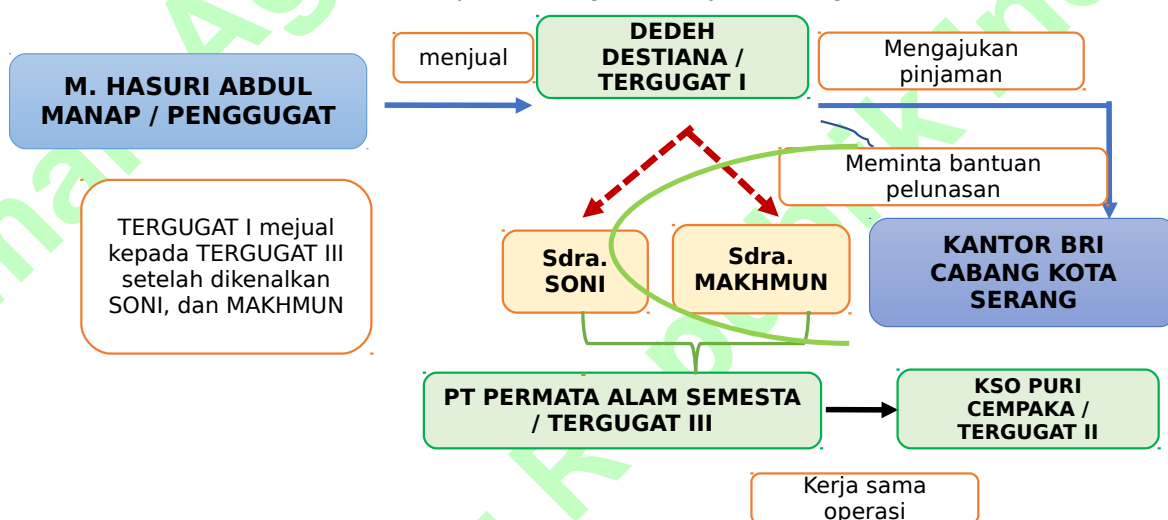 menjual
DEDEH
DESTIANA /
TERGUGAT I
Mengajukan
pinjaman
M. HASURI ABDUL
MANAP / PENGGUGAT
Meminta bantuan
pelunasan
TERGUGAT I mejual
kepada TERGUGAT III
setelah dikenalkan
SONI, dan MAKHMUN
Sdra.
SONI
Sdra.
MAKHMUN
KANTOR BRI
CABANG KOTA
SERANG
PT PERMATA ALAM SEMESTA
/ TERGUGAT III
KSO PURI
CEMPAKA /
TERGUGAT II
Kerja sama
operasi